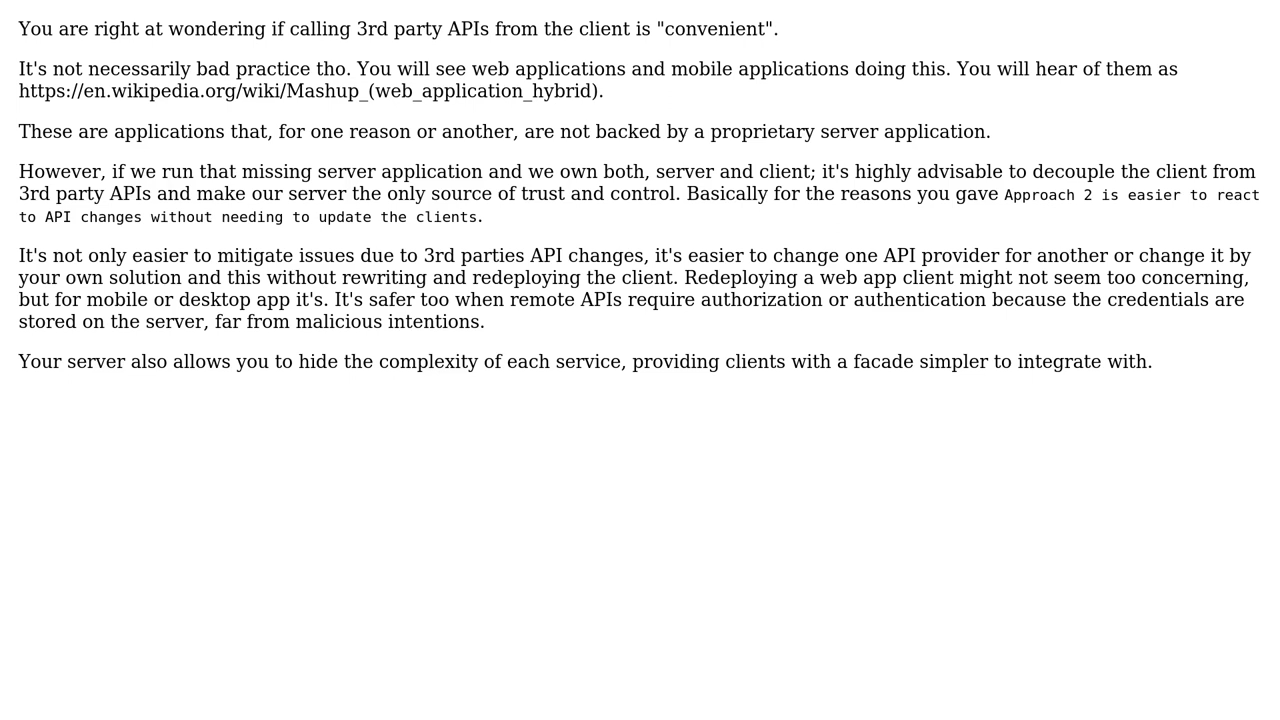 You are right at wondering if calling 3rd party APIs from the client is "convenient".
It's not necessarily bad practice tho. You will see web applications and mobile applications doing this. You will hear of them as
https://en.wikipedia.org/wiki/Mashup_(web_application_hybrid).
These are applications that, for one reason or another, are not backed by a proprietary server application.
However, if we run that missing server application and we own both, server and client; it's highly advisable to decouple the client from
3rd party APIs and make our server the only source of trust and control. Basically for the reasons you gave Approach 2 is easier to react
to API changes without needing to update the clients.
It's not only easier to mitigate issues due to 3rd parties API changes, it's easier to change one API provider for another or change it by
your own solution and this without rewriting and redeploying the client. Redeploying a web app client might not seem too concerning,
but for mobile or desktop app it's. It's safer too when remote APIs require authorization or authentication because the credentials are
stored on the server, far from malicious intentions.
Your server also allows you to hide the complexity of each service, providing clients with a facade simpler to integrate with.